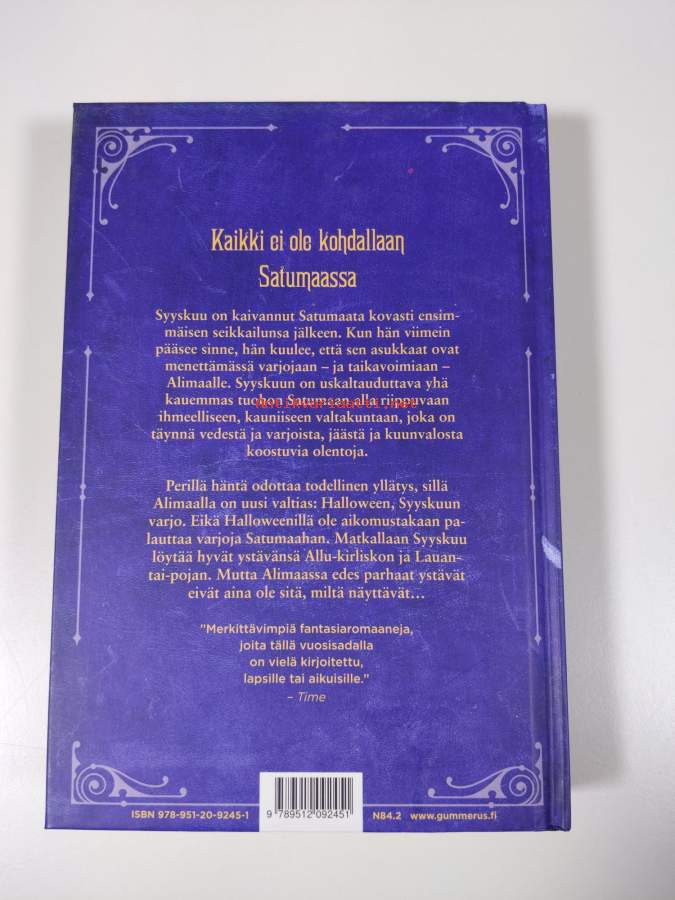 Kaikki ei ole kohdallaan
Satumaassa
Syyskuu on kaivannut Satumaata kovasti ensim-
mäisen seikkailunsa jälkeen. Kun hän viimein
pääsee sinne, hän kuulee, että sen asukkaat ovat
menettämässä varjojaan – ja taikavoimiaan –
Alimaalle. Syyskuun on uskaltauduttava yhä
kauemmas tuohon Satumaan alla riippuvaan
antikvariaatti.net
ihmeelliseen, kauniiseen valtakuntaan, joka on
täynnä vedestä ja varjoista, jäästä ja kuunvalosta
koostuvia olentoja.
Perillä häntä odottaa todellinen yllätys, sillä
Alimaalla on uusi valtias: Halloween, Syyskuun
varjo. Eikä Halloweenillä ole aikomustakaan pa-
lauttaa varjoja Satumaahan. Matkallaan Syyskuu
löytää hyvät ystävänsä Allu-kirliskon ja Lauan-
tai-pojan. Mutta Alimaassa edes parhaat ystävät
eivät aina ole sitä, miltä näyttävät...
"Merkittävimpiä fantasiaromaaneja,
joita tällä vuosisadalla
on vielä kirjoitettu,
lapsille tai aikuisille."
– Time
ISBN 978-951-20-9245-1
9 789512 092451
N84.2 www.gummerus.fi